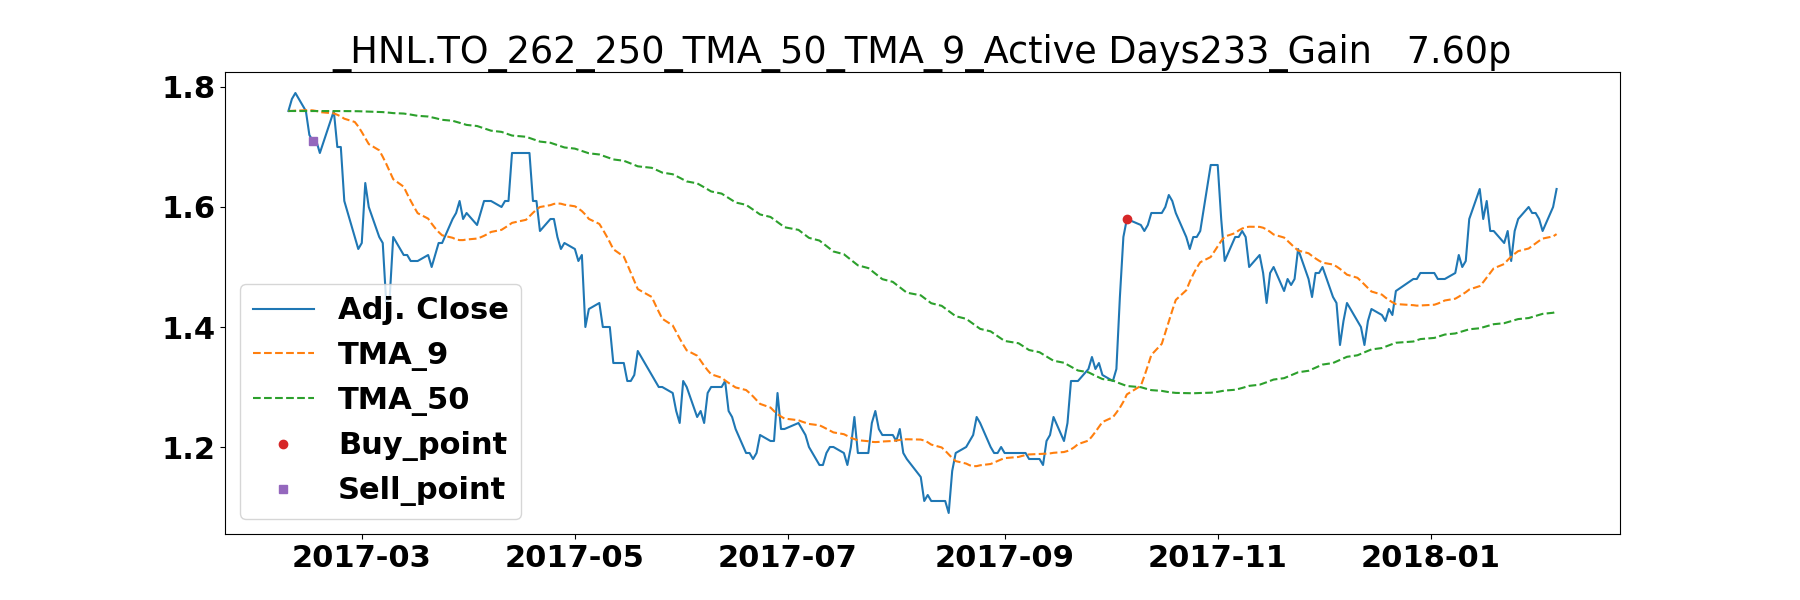 _HNL.TO_262_250_TMA_50_TMA_9_Active Days233_Gain   7.60p
1.8
1.6
1.4
1.2
Adj. Close
TMA_9
TMA_50
Buy_point
Sell_point
2017-03 2017-05 2017-07 2017-09 2017-11 2018-01